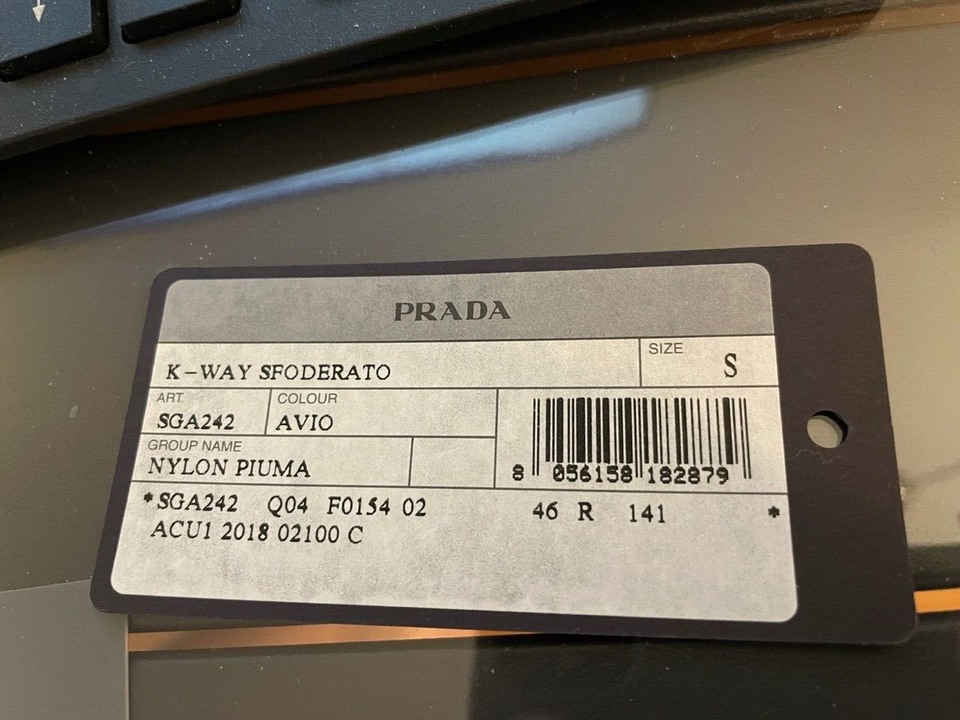 PRADA
K-WAY SFODERATO
SIZE
S
ART.
SGA242
COLOUR
AVIO
GROUP NAME
NYLON PIUMA
8 056158 182879
*SGA242 Q04 F0154 02 46 R 141 *
ACU1 2018 02100 C